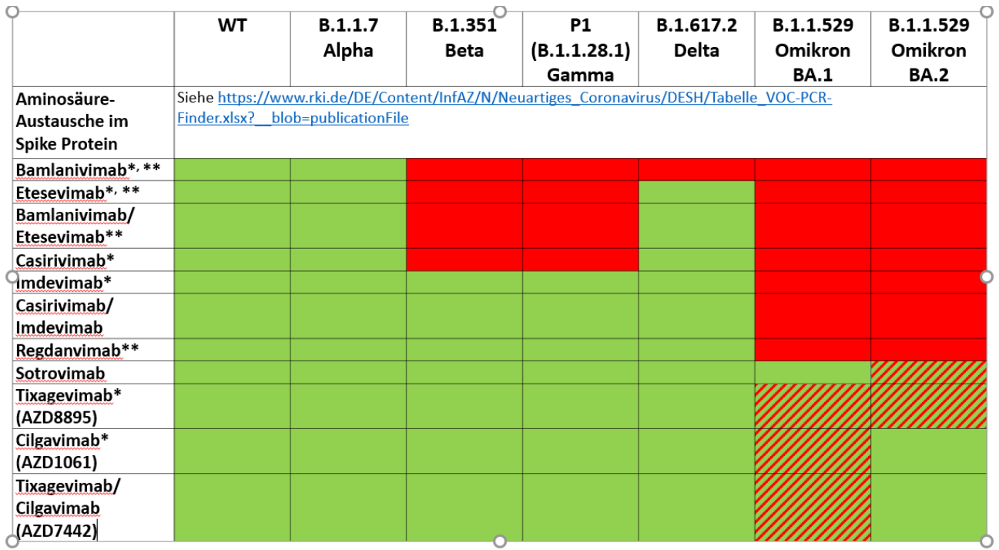 WT
B.1.1.7
Alpha
B.1.351
Beta
P1
(B.1.1.28.1)
Gamma
B.1.617.2
Delta
B.1.1.529
Omikron
BA.1
B.1.1.529
Omikron
BA.2
Aminosäure-
Austausche im
Spike Protein
Siehe https://www.rki.de/DE/Content/InfAZ/N/Neuartiges_Coronavirus/DESH/Tabelle_VOC-PCR-
Finder.xlsx?__blob=publicationFile
Bamlanivimab*, **
Etesevimab*, **
Bamlanivimab/
Etesevimab**
Casirivimab*
Imdevimab*
Casirivimab/
Imdevimab
Regdanvimab**
Sotrovimab
Tixagevimab*
(AZD8895)
Cilgavimab*
(AZD1061)
Tixagevimab/
Cilgavimab
(AZD7442)